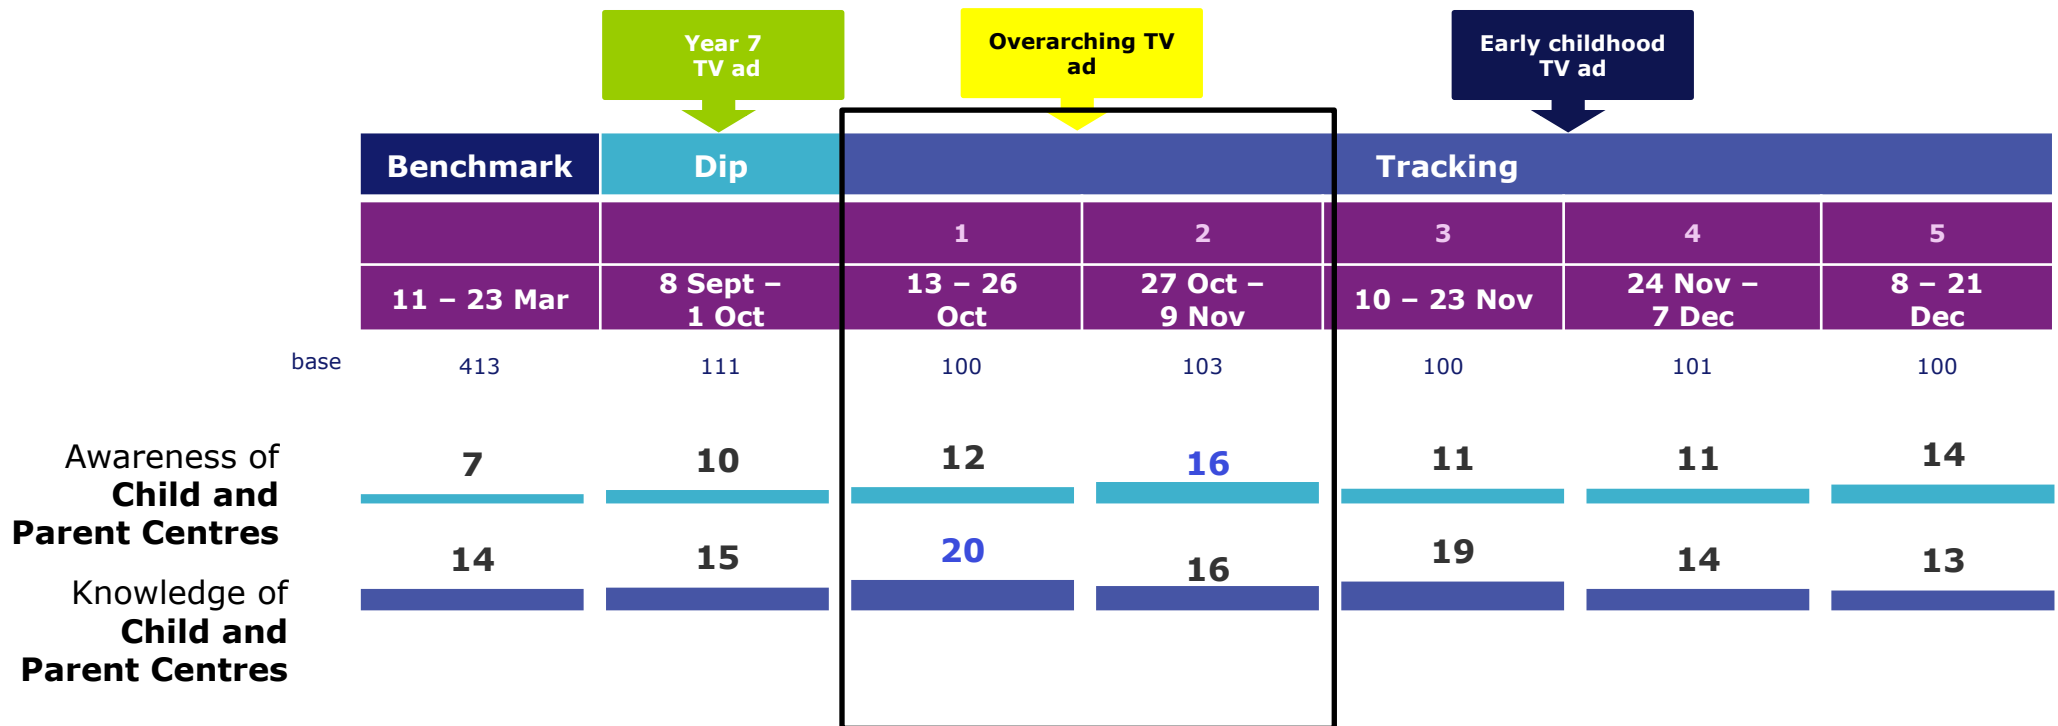 Year 7
TV ad
Overarching TV
ad
Early childhood
TV ad
Benchmark
Dip
Tracking
1
2
3
4
5
11 – 23 Mar
8 Sept –
1 Oct
13 – 26
Oct
27 Oct –
9 Nov
10 – 23 Nov
24 Nov –
7 Dec
8 – 21
Dec
base
413
111
100
103
100
101
100
Awareness of
Child and
Parent Centres
7
10
12
16
11
11
14
Knowledge of
Child and
Parent Centres
14
15
20
16
19
14
13